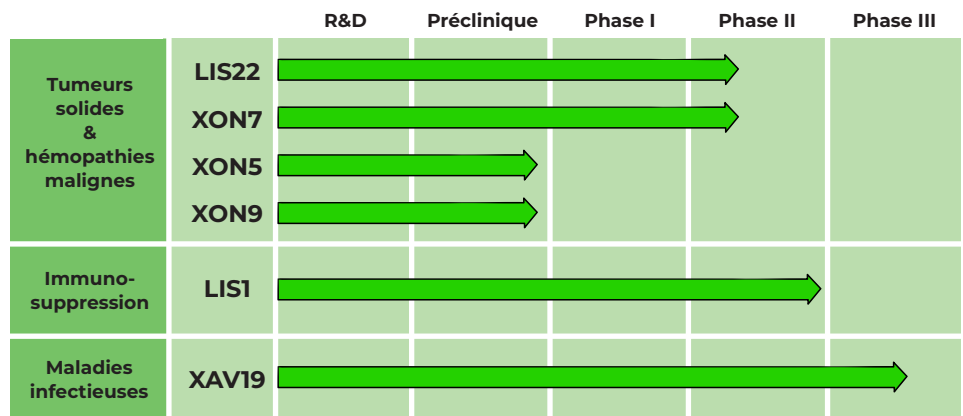 R&D Préclinique Phase I Phase II Phase III
Tumeurs
solides
&
hémopathies
malignes
LIS22
XON7
XON5
XON9
Immuno-
suppression
LIS1
Maladies
infectieuses
XAV19